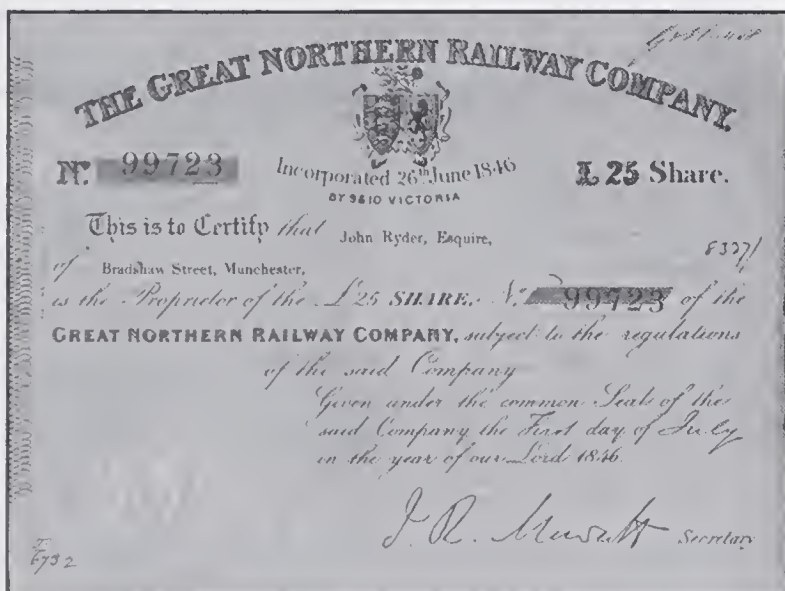 THE GREAT NORTHERN RAILWAY COMPANY.
No. 99723
Incorporated 26th June 1846
BY 9&10 VICTORIA
£ 25 Share.
This is to Certify that John Ryder, Esquire,
of Bradshaw Street, Manchester,
is the Proprietor of the £25 SHARE, No. 99723 of the
GREAT NORTHERN RAILWAY COMPANY, subject to the regulations
of the said Company
Given under the common Seal of the
said Company the First day of July
in the year of our Lord 1846
J. R. Secretary
6732